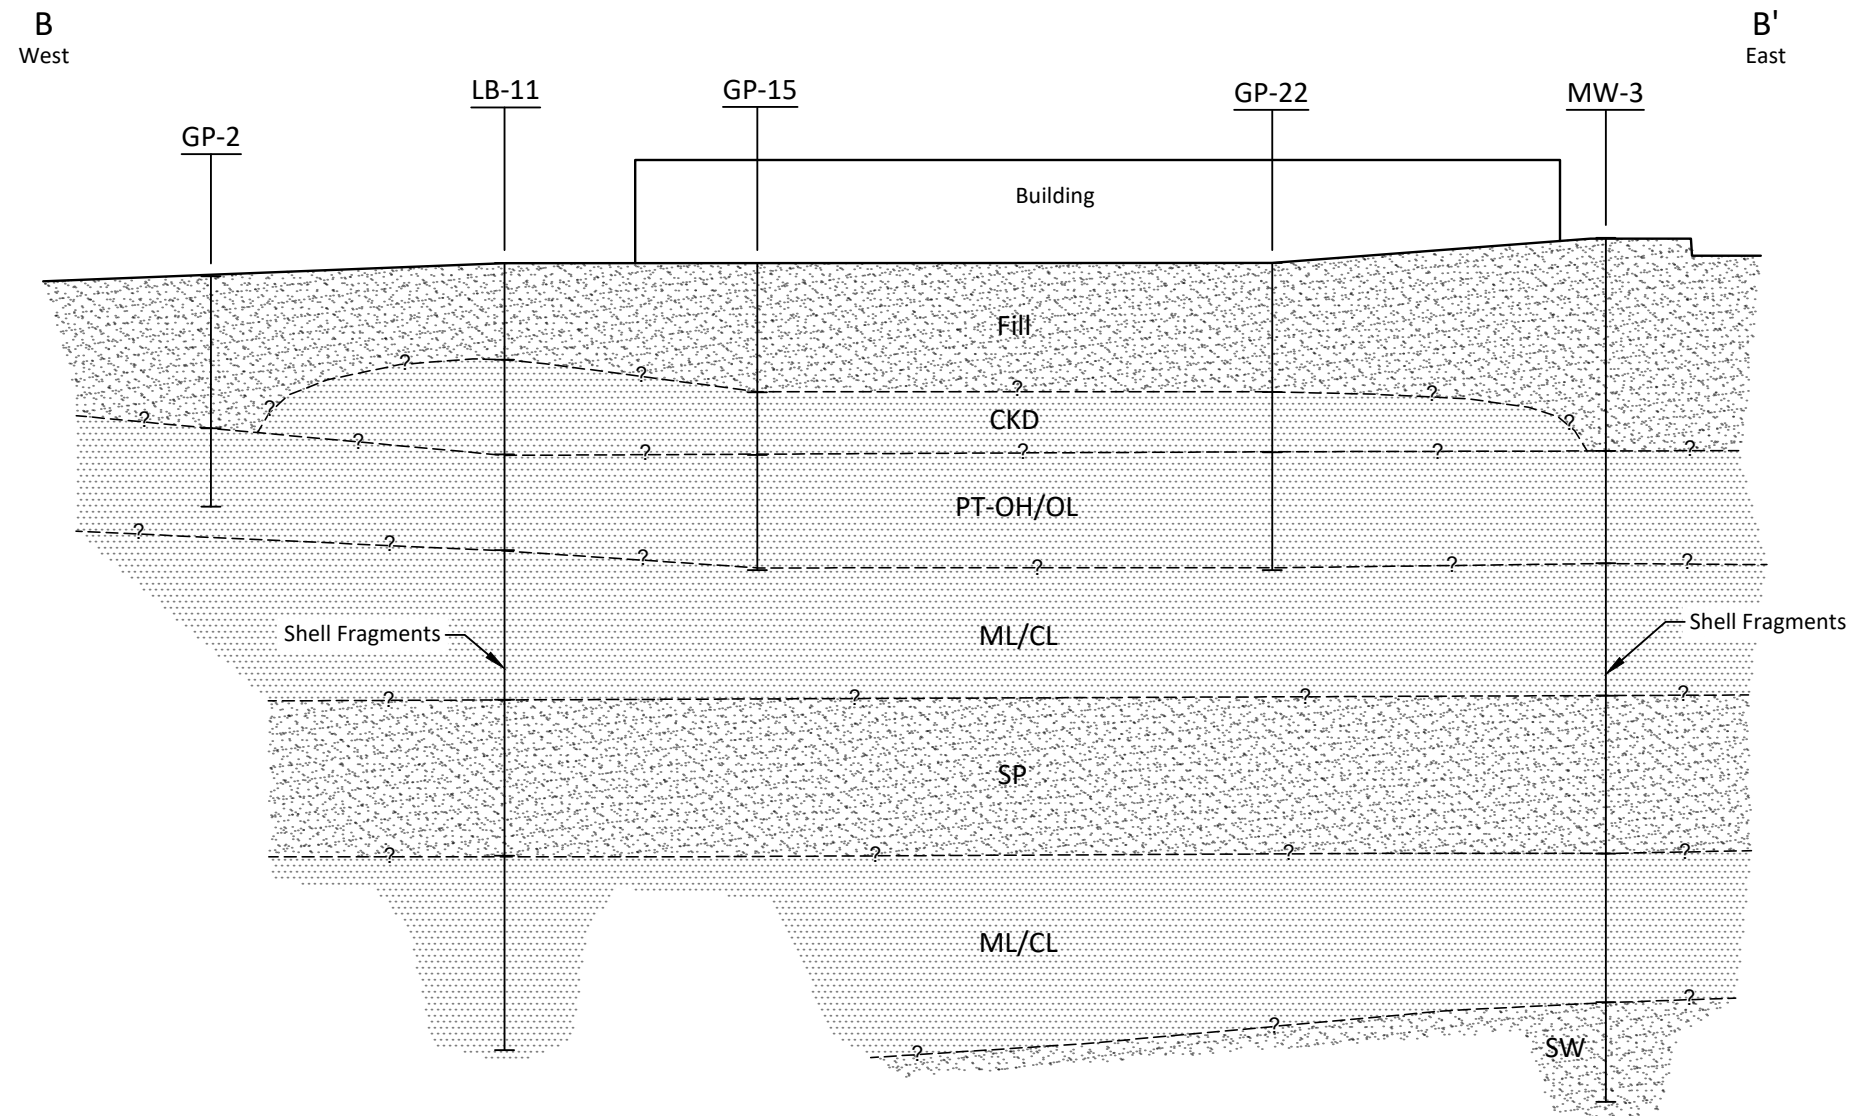 B
West
B'
East
GP-2
LB-11
GP-15
GP-22
MW-3
Building
Fill
?
?
?
?
?
?
?
CKD
?
?
?
?
?
?
PT-OH/OL
?
?
?
?
?
?
Shell Fragments
ML/CL
Shell Fragments
?
?
?
?
SP
?
?
?
?
ML/CL
?
?
?
SW